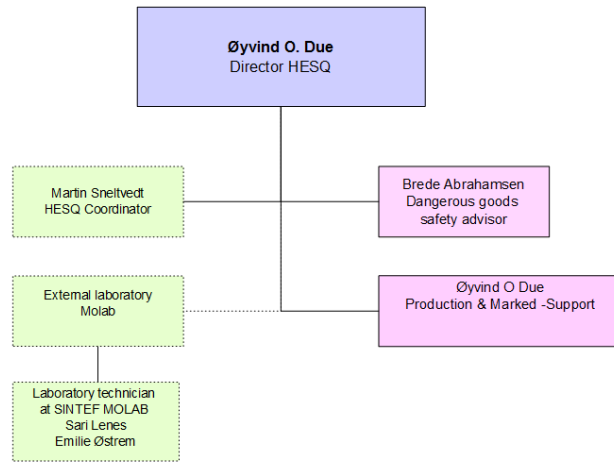 Øyvind O. Due
Director HESQ
Martin Sneltvedt
HESQ Coordinator
Brede Abrahamsen
Dangerous goods
safety advisor
External laboratory
Molab
Øyvind O Due
Production & Marked -Support
Laboratory technician
at SINTEF MOLAB
Sari Lenes
Emilie Østrem